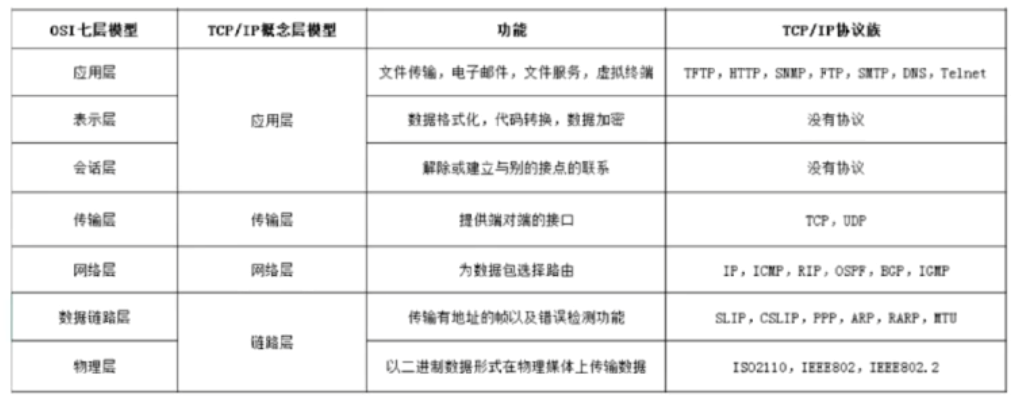 OSI七层模型 TCP/IP概念层模型 功能 TCP/IP协议族
应用层 文件传输，电子邮件，文件服务，虚拟终端 TFTP，HTTP，SNMP，FTP，SMTP，DNS，Telnet
表示层 应用层 数据格式化，代码转换，数据加密 没有协议
会话层 解除或建立与别的接点的联系 没有协议
传输层 传输层 提供端对端的接口 TCP，UDP
网络层 网络层 为数据包选择路由 IP，ICMP，RIP，OSPF，BGP，IGMP
数据链路层 传输有地址的帧以及错误检测功能 SLIP，CSLIP，PPP，ARP，RARP，MTU
链路层
物理层 以二进制数据形式在物理媒体上传输数据 ISO2110，IEEE802，IEEE802.2